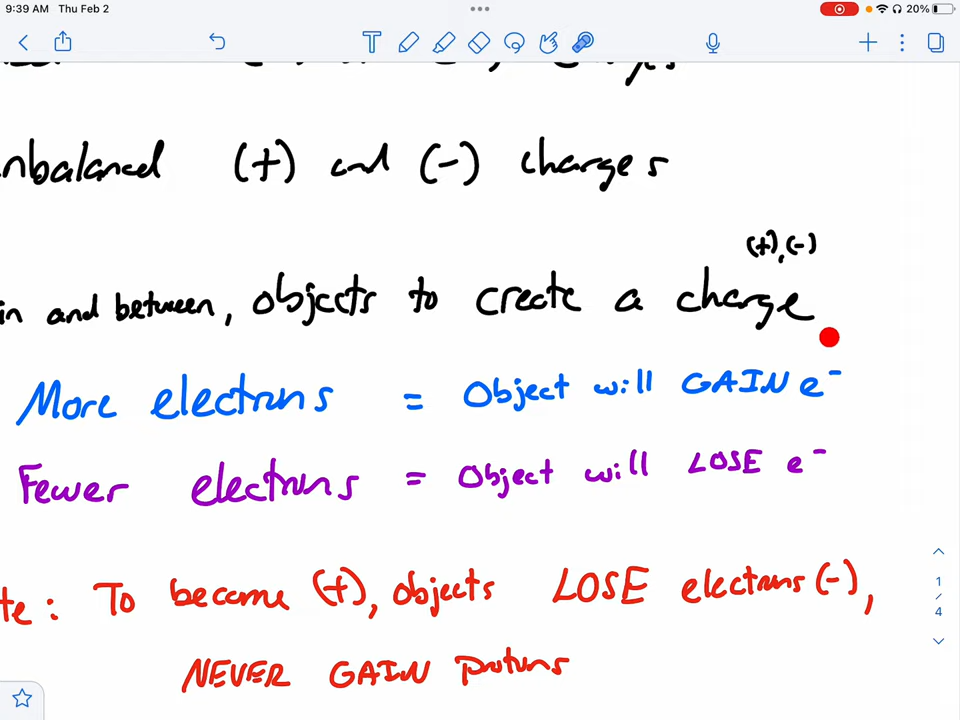 9:39 AM Thu Feb 2
20%
nbalanced (+) and (-) charges
(+), (-)
in and between, objects to create a charge
More electrons = Object will GAIN e⁻
Fewer electrons = Object will LOSE e⁻
te: To become (+), objects LOSE electrons (-),
NEVER GAIN protons
1
/
4